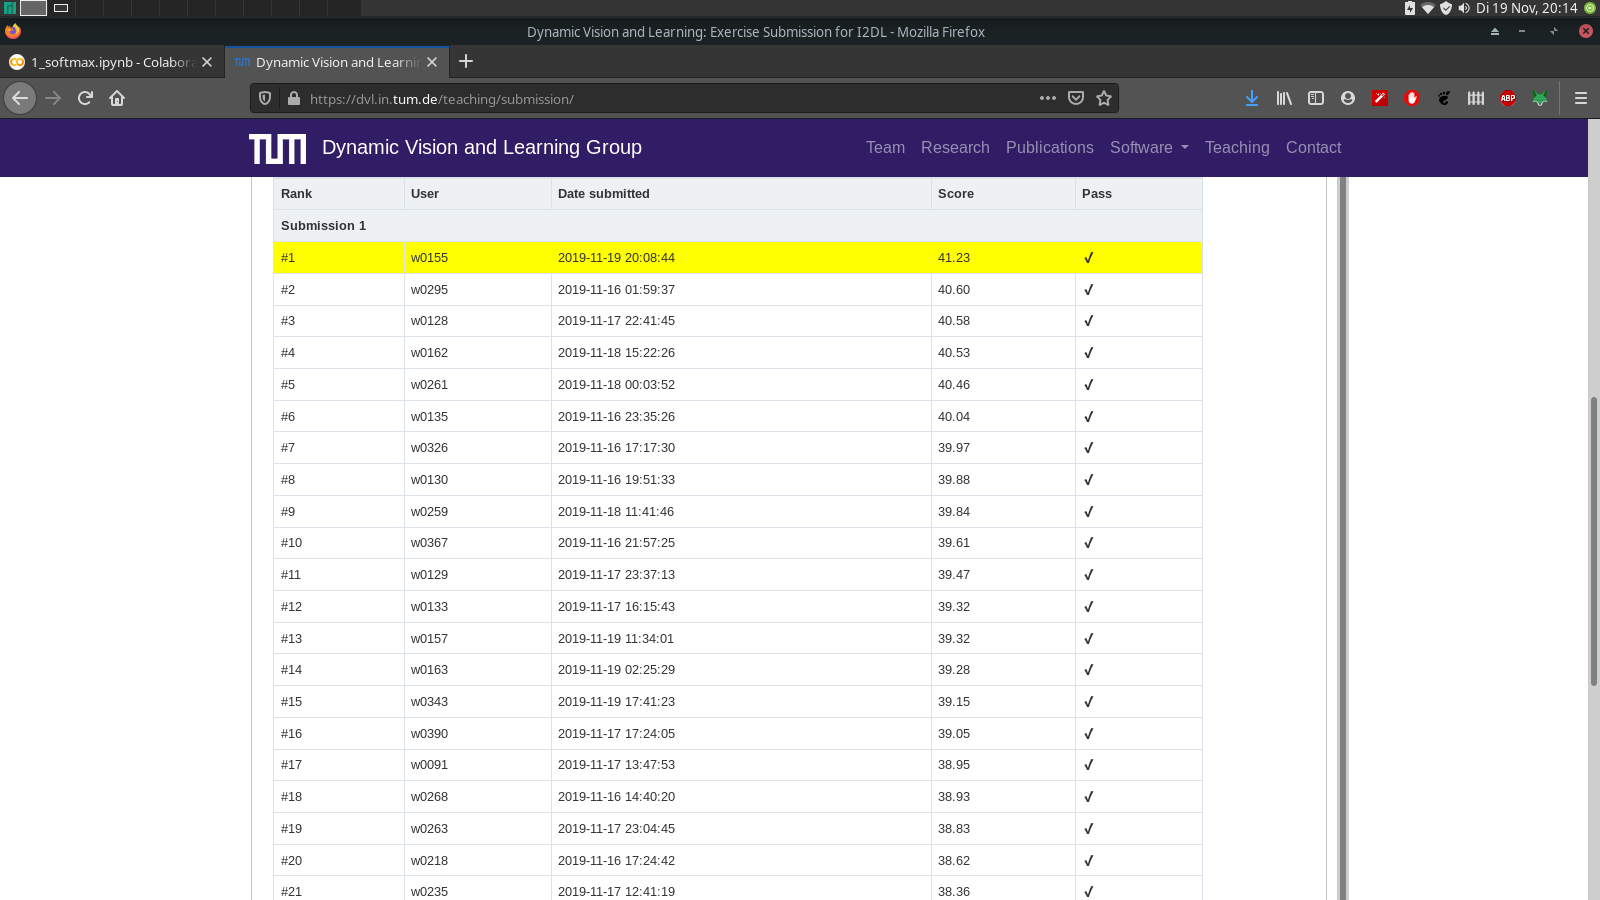 Di 19 Nov, 20:14
Dynamic Vision and Learning: Exercise Submission for I2DL - Mozilla Firefox
1_softmax.ipynb - Colabora
TUM Dynamic Vision and Learnin
https://dvl.in.tum.de/teaching/submission/
ABP
TUM Dynamic Vision and Learning Group Team Research Publications Software Teaching Contact
Rank User Date submitted Score Pass
Submission 1
#1 w0155 2019-11-19 20:08:44 41.23 ✓
#2 w0295 2019-11-16 01:59:37 40.60 ✓
#3 w0128 2019-11-17 22:41:45 40.58 ✓
#4 w0162 2019-11-18 15:22:26 40.53 ✓
#5 w0261 2019-11-18 00:03:52 40.46 ✓
#6 w0135 2019-11-16 23:35:26 40.04 ✓
#7 w0326 2019-11-16 17:17:30 39.97 ✓
#8 w0130 2019-11-16 19:51:33 39.88 ✓
#9 w0259 2019-11-18 11:41:46 39.84 ✓
#10 w0367 2019-11-16 21:57:25 39.61 ✓
#11 w0129 2019-11-17 23:37:13 39.47 ✓
#12 w0133 2019-11-17 16:15:43 39.32 ✓
#13 w0157 2019-11-19 11:34:01 39.32 ✓
#14 w0163 2019-11-19 02:25:29 39.28 ✓
#15 w0343 2019-11-19 17:41:23 39.15 ✓
#16 w0390 2019-11-17 17:24:05 39.05 ✓
#17 w0091 2019-11-17 13:47:53 38.95 ✓
#18 w0268 2019-11-16 14:40:20 38.93 ✓
#19 w0263 2019-11-17 23:04:45 38.83 ✓
#20 w0218 2019-11-16 17:24:42 38.62 ✓
#21 w0235 2019-11-17 12:41:19 38.36 ✓